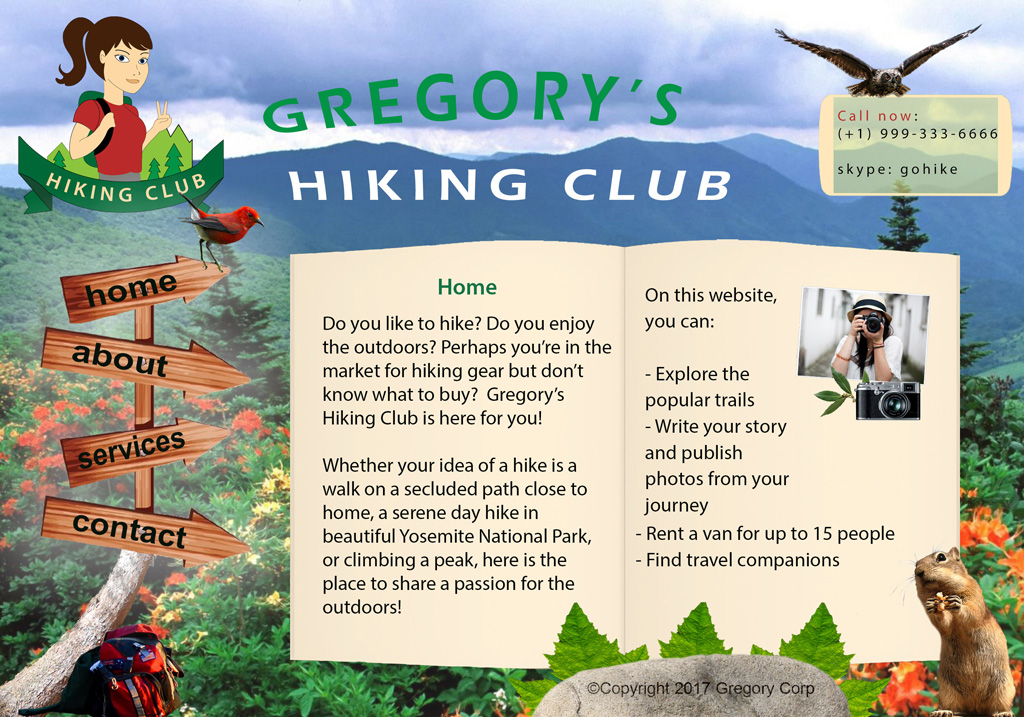 GREGORY'S
HIKING CLUB
HIKING CLUB
Call now:
(+1) 999-333-6666
skype: gohike
home
about
services
contact
Home
Do you like to hike? Do you enjoy
the outdoors? Perhaps you're in the
market for hiking gear but don't
know what to buy?  Gregory's
Hiking Club is here for you!
Whether your idea of a hike is a
walk on a secluded path close to
home, a serene day hike in
beautiful Yosemite National Park,
or climbing a peak, here is the
place to share a passion for the
outdoors!
On this website,
you can:
- Explore the
popular trails
- Write your story
and publish
photos from your
journey
- Rent a van for up to 15 people
- Find travel companions
©Copyright 2017 Gregory Corp